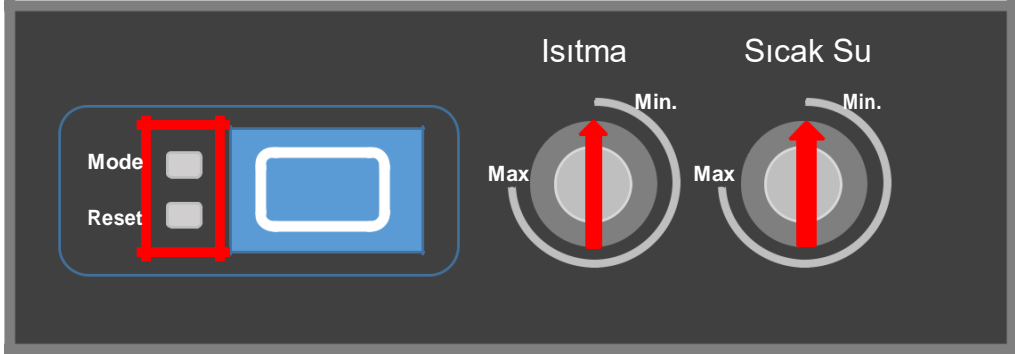 Isıtma
Sıcak Su
Min.
Min.
Mode
Max
Max
Reset